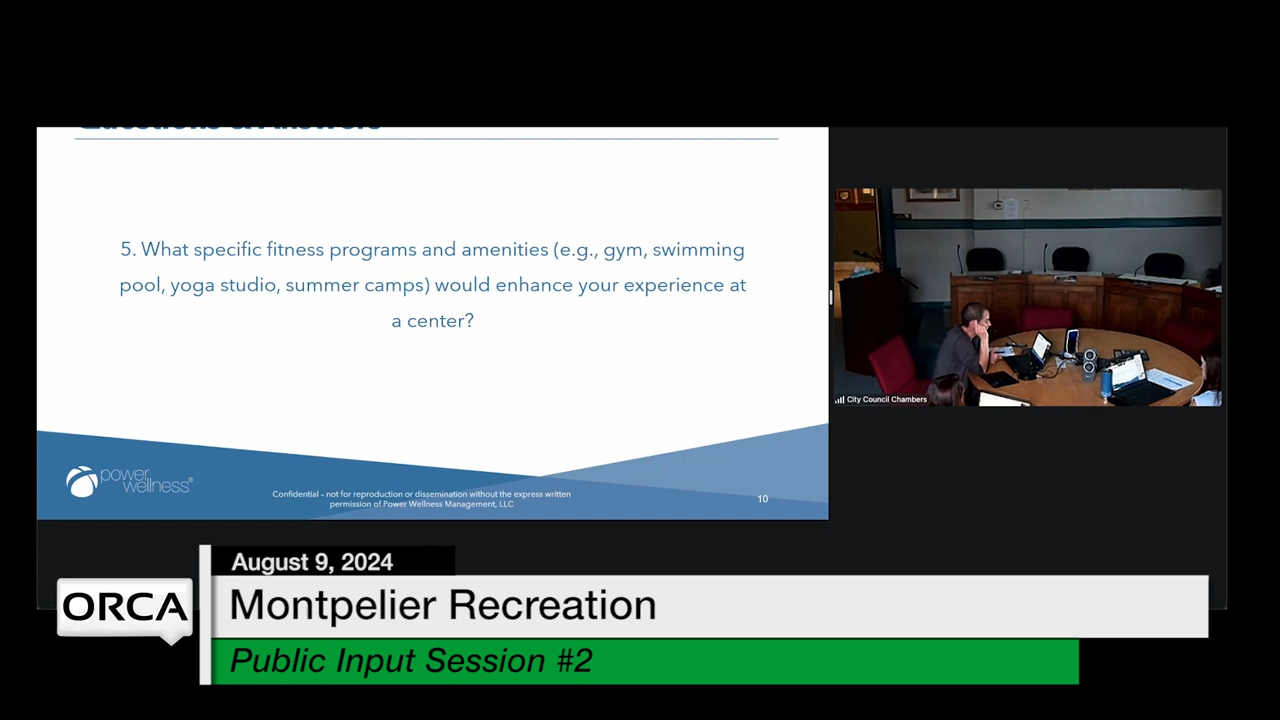 Questions & Answers
5. What specific fitness programs and amenities (e.g., gym, swimming
pool, yoga studio, summer camps) would enhance your experience at
a center?
power
wellness®
Confidential – not for reproduction or dissemination without the express written
permission of Power Wellness Management, LLC
10
City Council Chambers
August 9, 2024
ORCA
Montpelier Recreation
Public Input Session #2